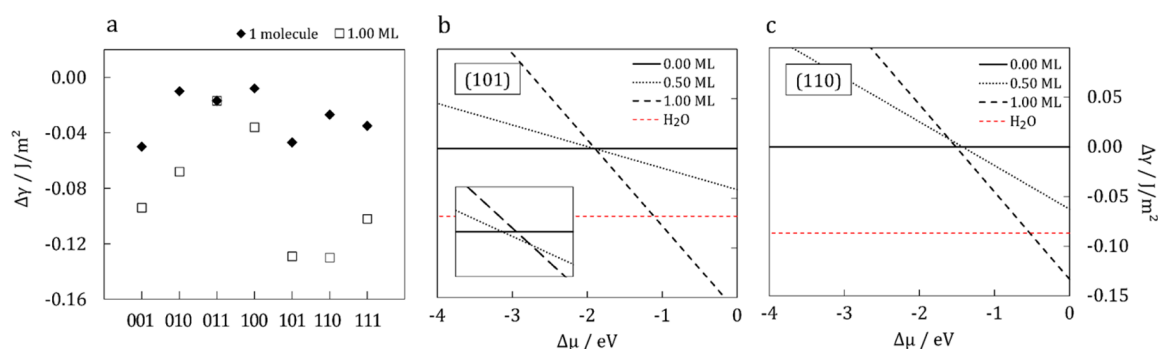 a
◆ 1 molecule □ 1.00 ML
0.00
-0.04
-0.08
-0.12
-0.16
Δγ / J/m²
001 010 011 100 101 110 111
b
(101)
0.00 ML
0.50 ML
1.00 ML
H₂O
-4 -3 -2 -1 0
Δμ / eV
c
(110)
0.00 ML
0.50 ML
1.00 ML
H₂O
0.05
0.00
-0.05
-0.10
-0.15
Δγ / J/m²
-4 -3 -2 -1 0
Δμ / eV